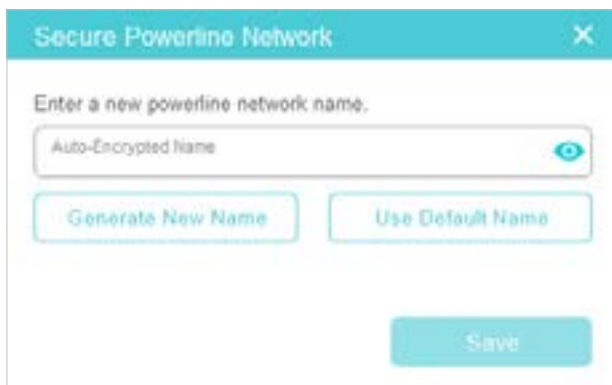 Secure Powerline Network
Enter a new powerline network name.
Auto-Encrypted Name
Generate New Name
Use Default Name
Save